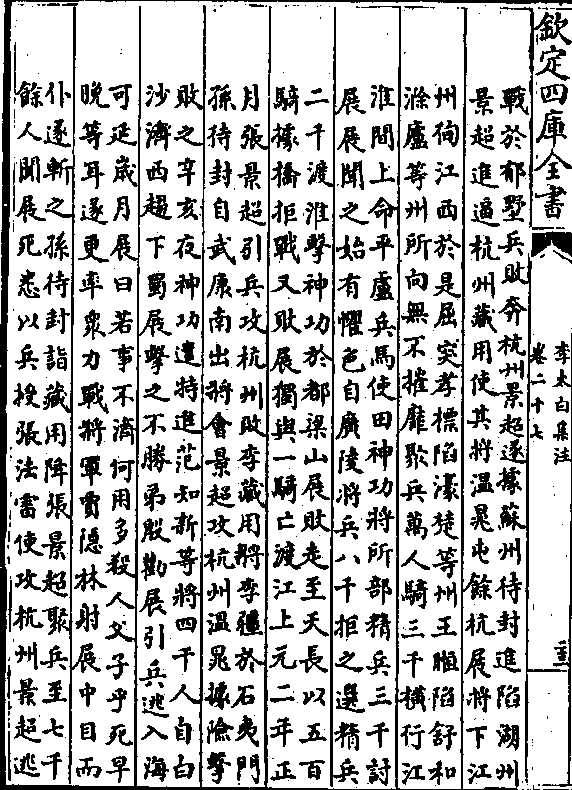 欽定四庫全書
李太白集注
卷二十七
戰於郁墅兵敗奔杭州景超遂據蘇州待封進陷湖州
景超進逼杭州藏用使其將溫晁屯餘杭展將下江
州徇江西於是屈突孝標陷濠楚等州王暅陷舒和
滁廬等州所向無不摧靡聚兵萬人騎三千橫行江
淮間上命平盧兵馬使田神功將所部精兵三千討
展展聞之始有懼色自廣陵將兵八千拒之選精兵
二千渡淮擊神功於都梁山展敗走至天長以五百
騎據橋拒戰又敗展獨與一騎亡渡江上元二年正
月張景超引兵攻杭州敗李藏用將李彊於石夷門
孫待封自武康南出將會景超攻杭州溫晁據險擊
敗之辛亥夜神功遣特進范知新等將四千人自白
沙濟西趨下蜀展擊之不勝弟殷勸展引兵逃入海
可延歲月展曰若事不濟何用多殺人父子乎死早
晚等耳遂更率衆力戰將軍賈隱林射展中目而
仆遂斬之孫待封詣藏用降張景超聚兵至七千
餘人聞展死悉以兵授張法雷使攻杭州景超逃